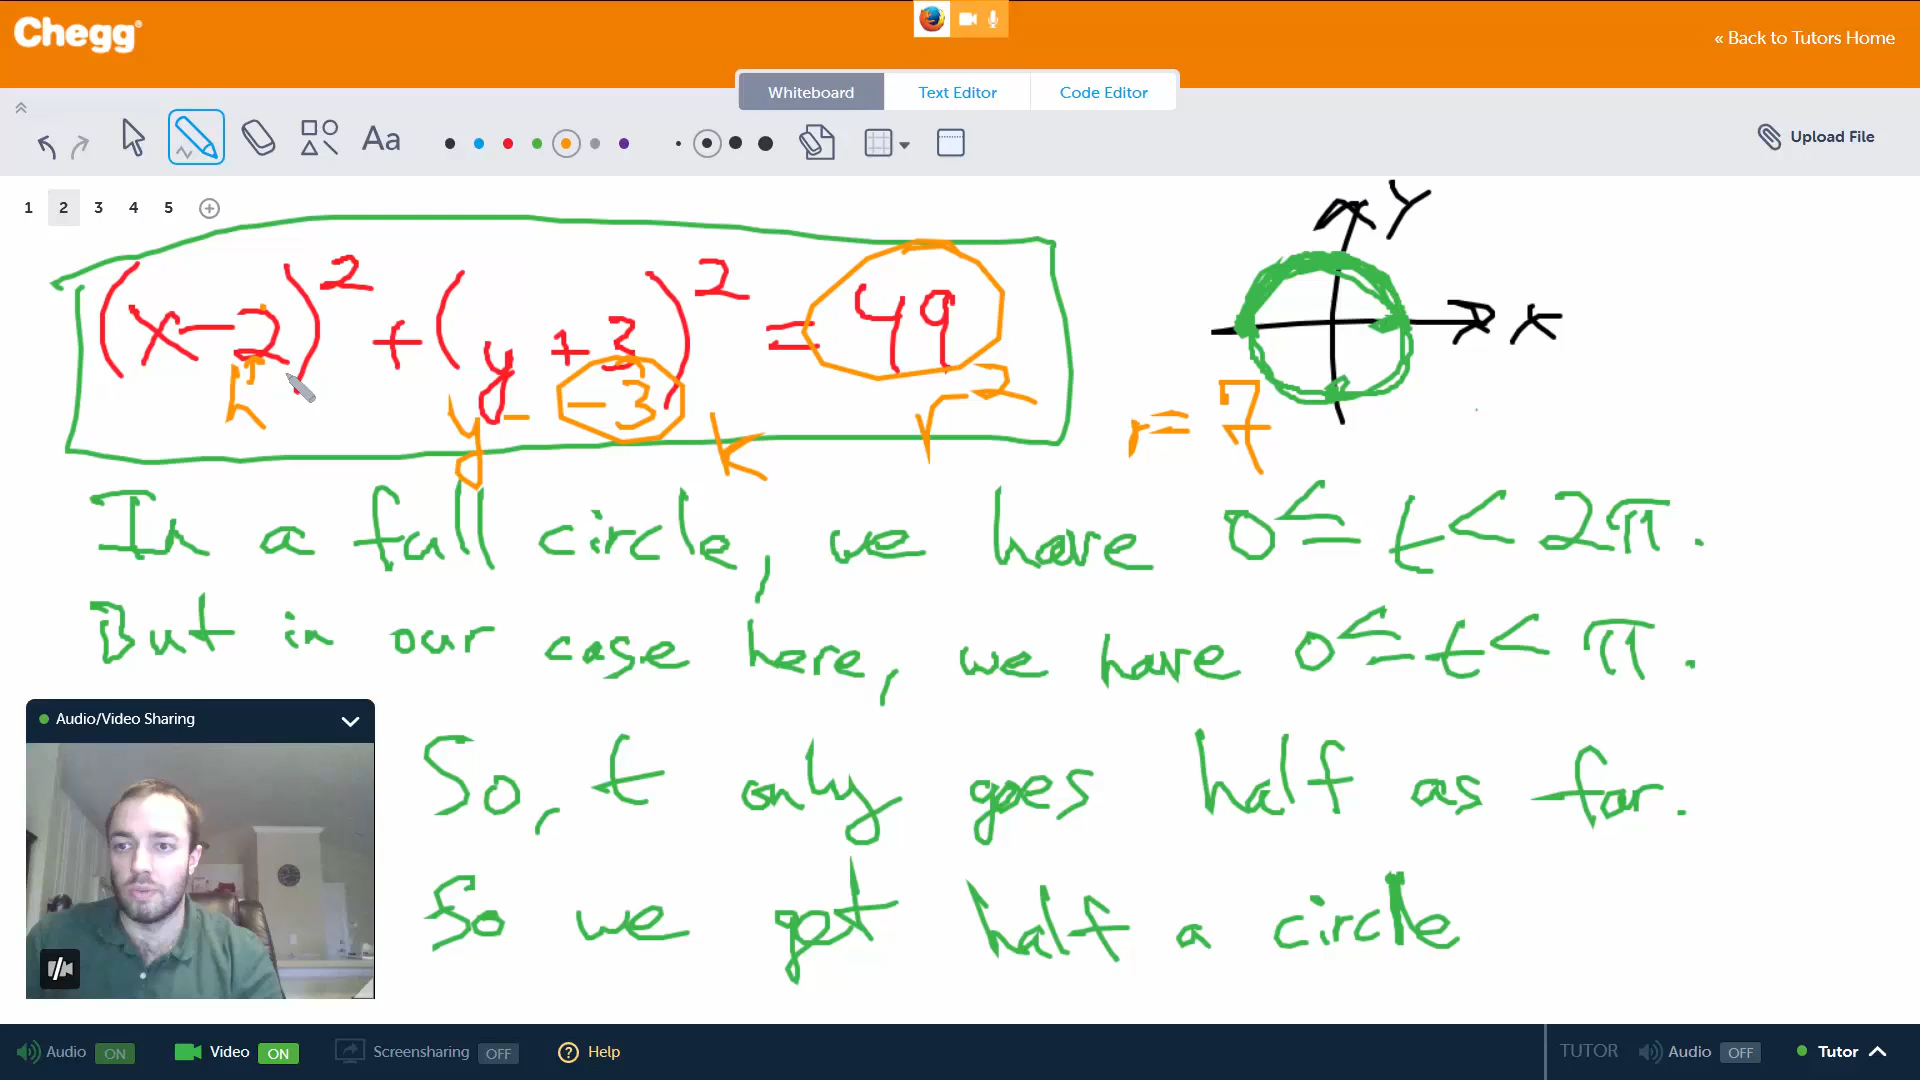 Chegg
« Back to Tutors Home
Whiteboard Text Editor Code Editor
Aa
Upload File
1 2 3 4 5
Y
(x-2)² + (y+3)² = 49
X
h
y - -3
k
r²
r = 7
In a full circle, we have 0 ≤ t < 2π.
But in our case here, we have 0 ≤ t < π.
So, t only goes half as far.
So we get half a circle
Audio/Video Sharing
Audio ON Video ON Screensharing OFF ? Help TUTOR Audio OFF Tutor